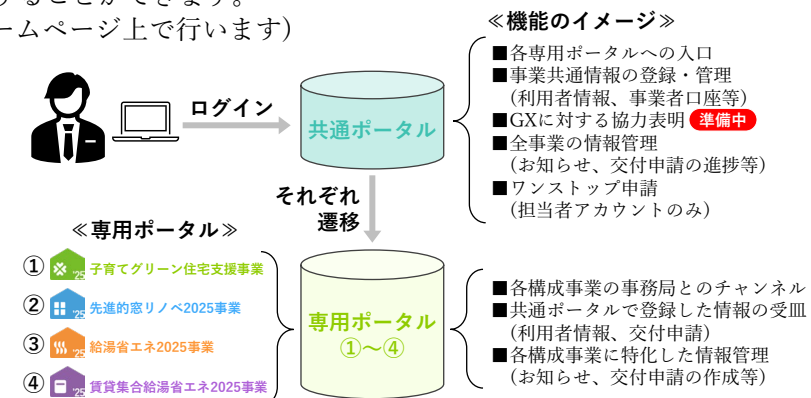 することができます。
ームページ上で行います)
≪機能のイメージ≫
■各専用ポータルへの入口
■事業共通情報の登録・管理
(利用者情報、事業者口座等)
■GXに対する協力表明 準備中
■全事業の情報管理
(お知らせ、交付申請の進捗等)
■ワンストップ申請
(担当者アカウントのみ)
ログイン
共通ポータル
それぞれ
遷移
≪専用ポータル≫
① '25 子育てグリーン住宅支援事業
② '25 先進的窓リノベ2025事業
③ '25 給湯省エネ2025事業
④ '25 賃貸集合給湯省エネ2025事業
専用ポータル
①〜④
■各構成事業の事務局とのチャンネル
■共通ポータルで登録した情報の受皿
(利用者情報、交付申請)
■各構成事業に特化した情報管理
(お知らせ、交付申請の作成等)